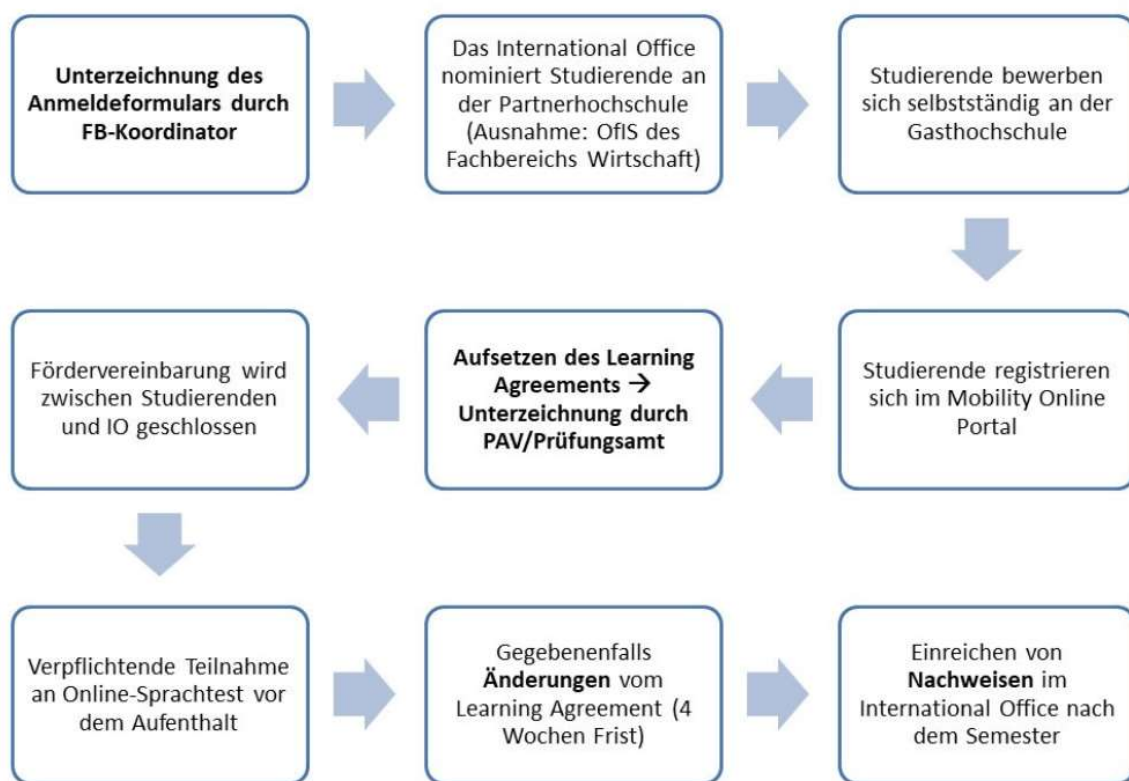 Unterzeichnung des
Anmeldeformulars durch
FB-Koordinator
Das International Office
nominiert Studierende an
der Partnerhochschule
(Ausnahme: OfIS des
Fachbereichs Wirtschaft)
Studierende bewerben
sich selbstständig an der
Gasthochschule
Studierende registrieren
sich im Mobility Online
Portal
Aufsetzen des Learning
Agreements →
Unterzeichnung durch
PAV/Prüfungsamt
Fördervereinbarung wird
zwischen Studierenden
und IO geschlossen
Verpflichtende Teilnahme
an Online-Sprachtest vor
dem Aufenthalt
Gegebenenfalls
Änderungen vom
Learning Agreement (4
Wochen Frist)
Einreichen von
Nachweisen im
International Office nach
dem Semester